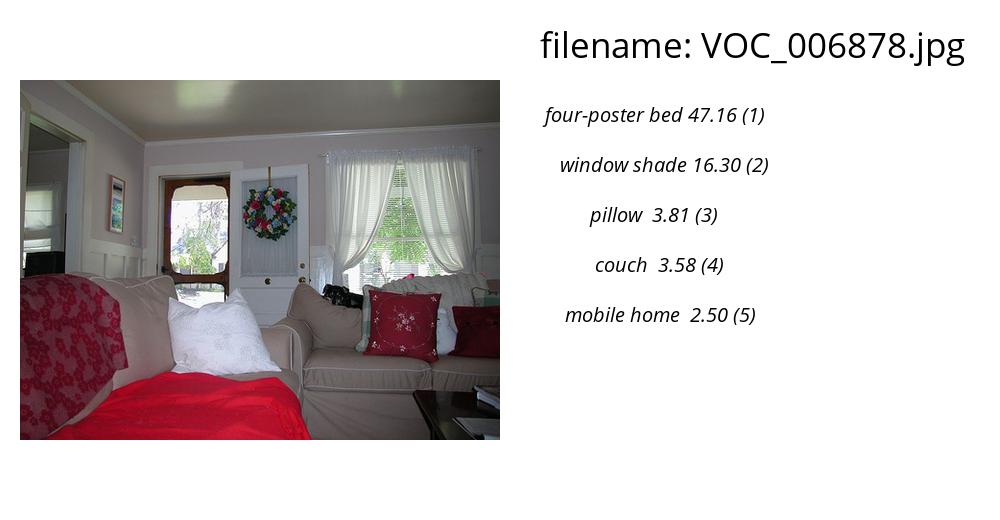 filename: VOC_006878.jpg
four-poster bed 47.16 (1)
window shade 16.30 (2)
pillow 3.81 (3)
couch 3.58 (4)
mobile home 2.50 (5)